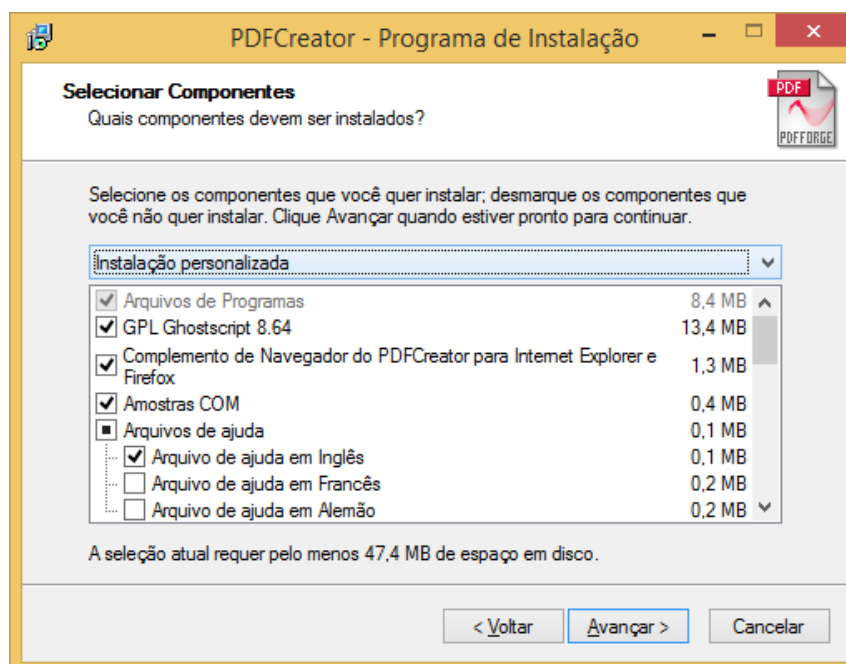 PDFCreator - Programa de Instalação
Selecionar Componentes
Quais componentes devem ser instalados?
PDF
PDFFORGE
Selecione os componentes que você quer instalar; desmarque os componentes que
você não quer instalar. Clique Avançar quando estiver pronto para continuar.
Instalação personalizada
Arquivos de Programas 8,4 MB
GPL Ghostscript 8.64 13,4 MB
Complemento de Navegador do PDFCreator para Internet Explorer e
Firefox 1,3 MB
Amostras COM 0,4 MB
Arquivos de ajuda 0,1 MB
Arquivo de ajuda em Inglês 0,1 MB
Arquivo de ajuda em Francês 0,2 MB
Arquivo de ajuda em Alemão 0,2 MB
A seleção atual requer pelo menos 47,4 MB de espaço em disco.
< Voltar Avançar > Cancelar